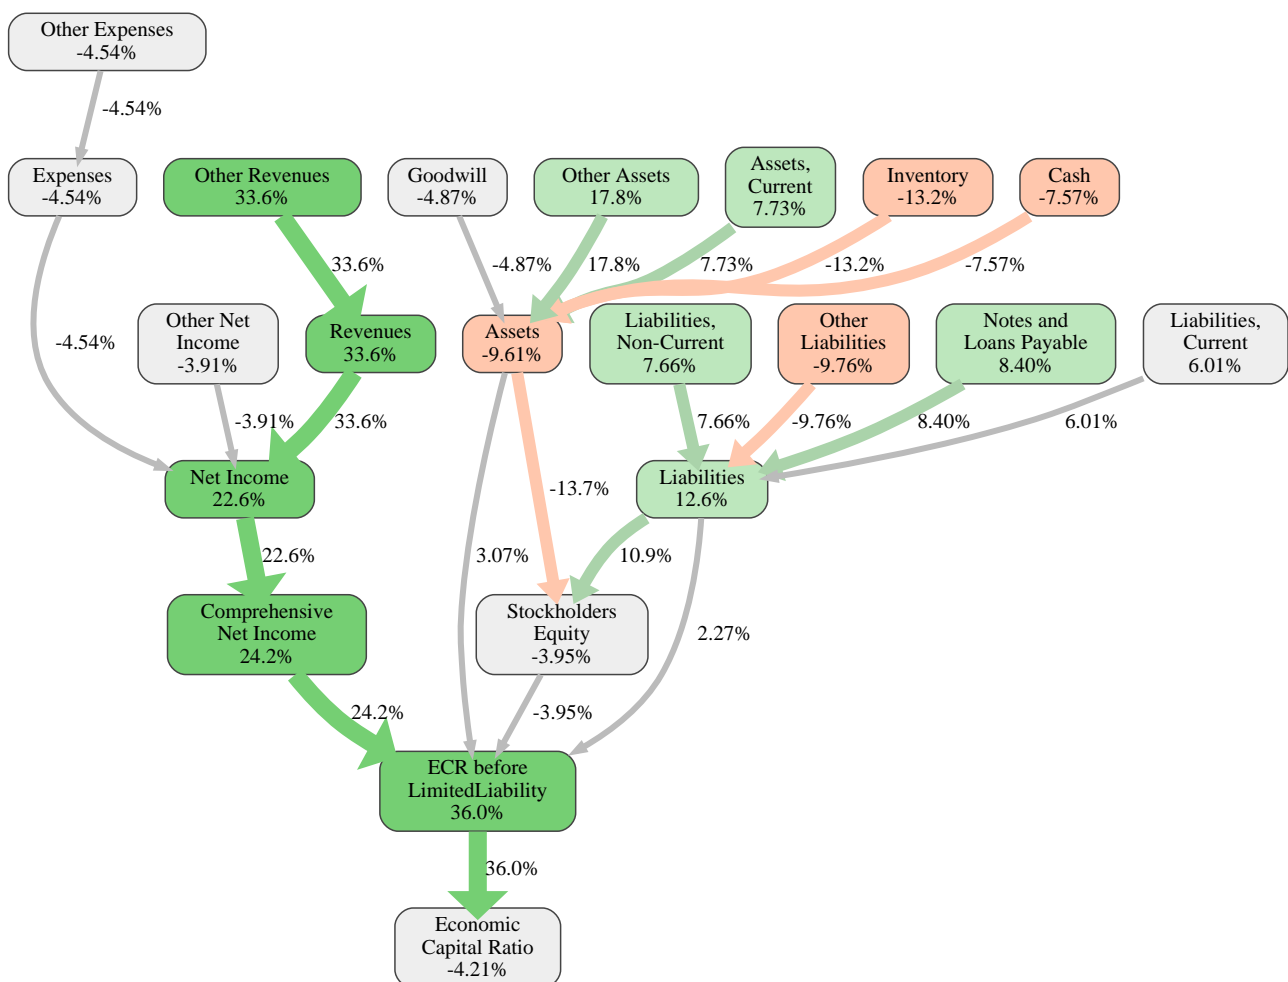 Other Expenses
-4.54%
-4.54%
Expenses
-4.54%
Other Revenues
33.6%
Goodwill
-4.87%
Other Assets
17.8%
Assets,
Current
7.73%
Inventory
-13.2%
Cash
-7.57%
33.6%
-4.87%
17.8%
7.73%
-13.2%
-7.57%
-4.54%
Other Net
Income
-3.91%
Revenues
33.6%
Assets
-9.61%
Liabilities,
Non-Current
7.66%
Other
Liabilities
-9.76%
Notes and
Loans Payable
8.40%
Liabilities,
Current
6.01%
-3.91%
33.6%
7.66%
-9.76%
8.40%
6.01%
Net Income
22.6%
-13.7%
Liabilities
12.6%
22.6%
3.07%
10.9%
Comprehensive
Net Income
24.2%
Stockholders
Equity
-3.95%
2.27%
24.2%
-3.95%
ECR before
LimitedLiability
36.0%
36.0%
Economic
Capital Ratio
-4.21%